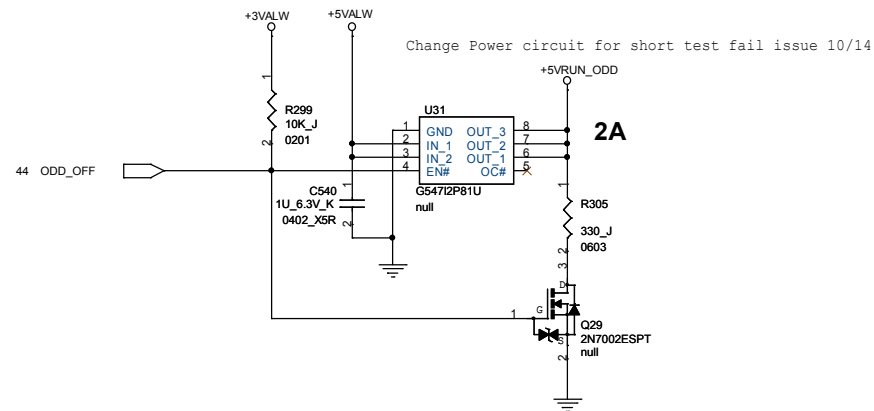 +3VALW
+5VALW
Change Power circuit for short test fail issue 10/14
+5VRUN_ODD
1
R299
10K_J
0201
2
U31
1 GND OUT_3 8
2 IN_1 OUT_2 7
3 IN_2 OUT_1 6
4 EN# OC# 5
G547I2P81U
null
2A
44 ODD_OFF
C540
1U_6.3V_K
0402_X5R
1
2
1
R305
330_J
0603
2
3
D
G
S
1
Q29
2N7002ESPT
null
2